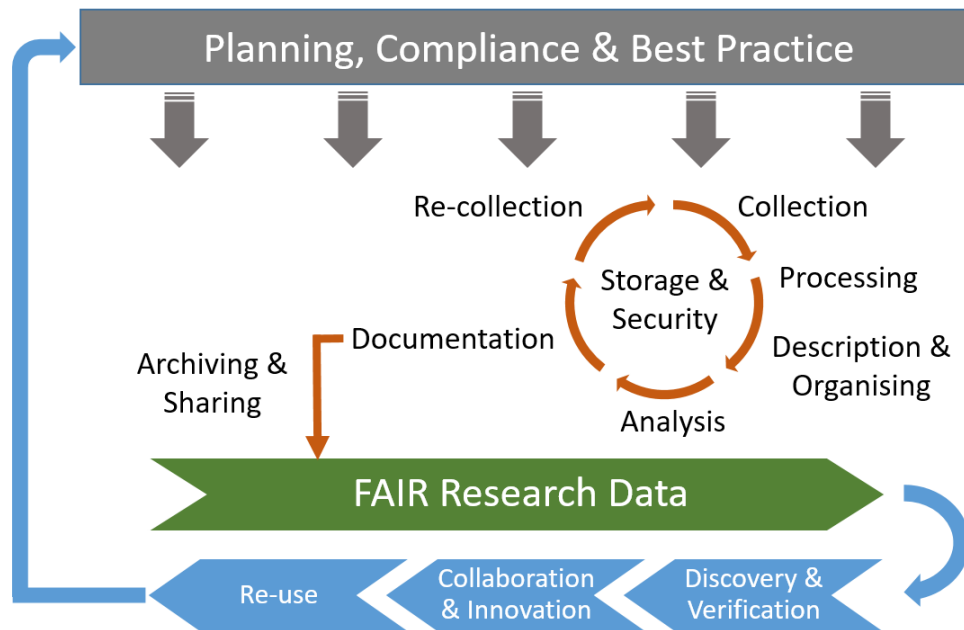 Planning, Compliance & Best Practice
Re-collection
Collection
Storage &
Security
Processing
Documentation
Description &
Organising
Archiving &
Sharing
Analysis
FAIR Research Data
Re-use
Collaboration
& Innovation
Discovery &
Verification